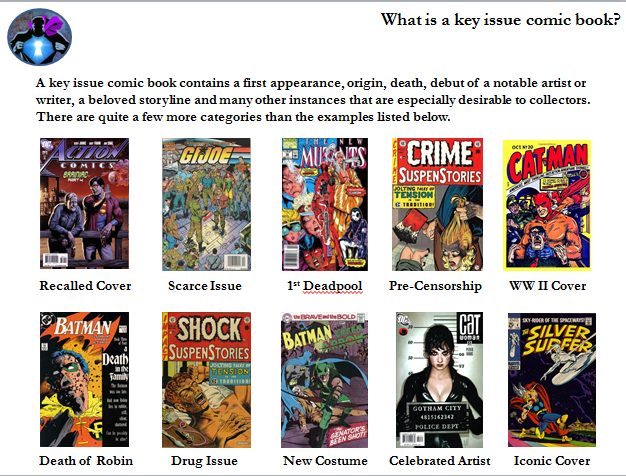 What is a key issue comic book?
A key issue comic book contains a first appearance, origin, death, debut of a notable artist or
writer, a beloved storyline and many other instances that are especially desirable to collectors.
There are quite a few more categories than the examples listed below.
ACTION
COMICS
BRAINIAC
PART 4
G.I. JOE
THE NEW
MUTANTS
CRIME
SUSPENSTORIES
JOLTING TALES OF
TENSION
IN THE
EC
TRADITION!
OCT. Nº 20
CAT-MAN
Recalled Cover
Scarce Issue
1st Deadpool
Pre-Censorship
WW II Cover
BATMAN
Death
in the
Family
SHOCK
SUSPENSTORIES
JOLTING TALES OF
TENSION
IN THE
EC
TRADITION!
The BRAVE and the BOLD
BATMAN
SENATOR'S
BEEN SHOT!
CAT
WOMAN
GOTHAM CITY
4815162342
POLICE DEPT
SKY-RIDER OF THE SPACEWAYS!
THE
SILVER
SURFER
Death of Robin
Drug Issue
New Costume
Celebrated Artist
Iconic Cover